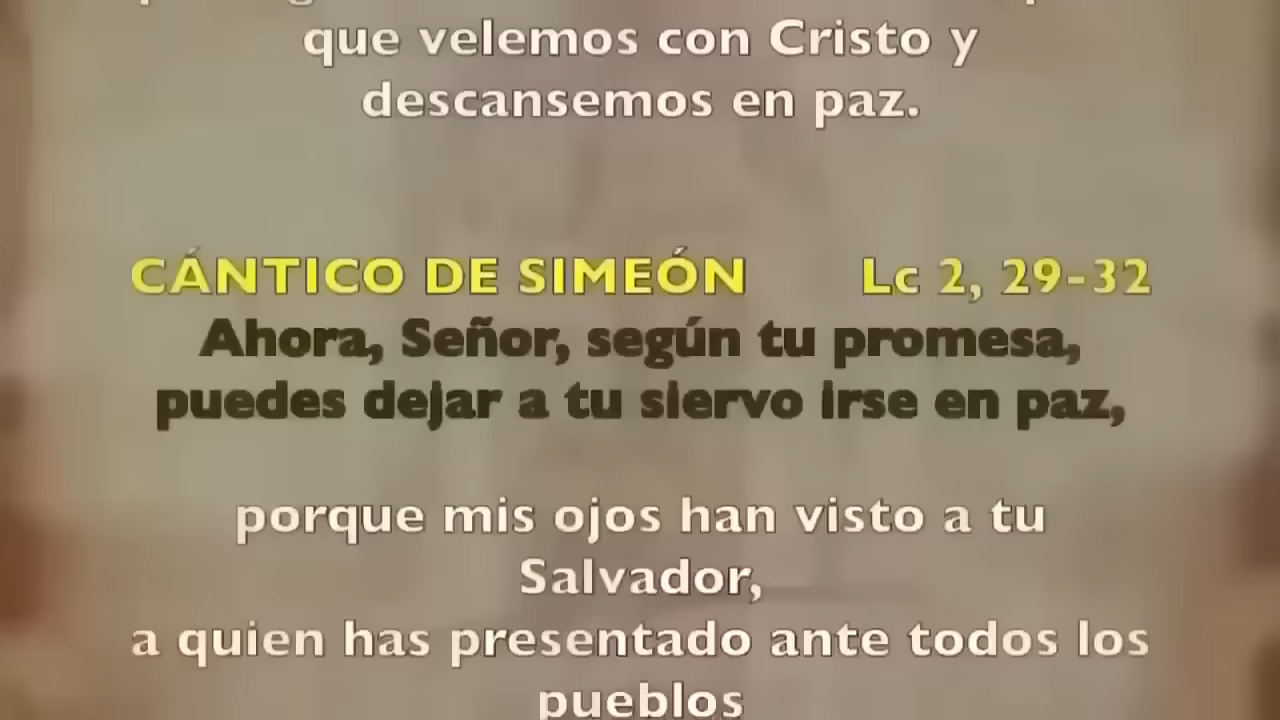 que velemos con Cristo y
descansemos en paz.
CÁNTICO DE SIMEÓN Lc 2, 29-32
Ahora, Señor, según tu promesa,
puedes dejar a tu siervo irse en paz,
porque mis ojos han visto a tu
Salvador,
a quien has presentado ante todos los
pueblos